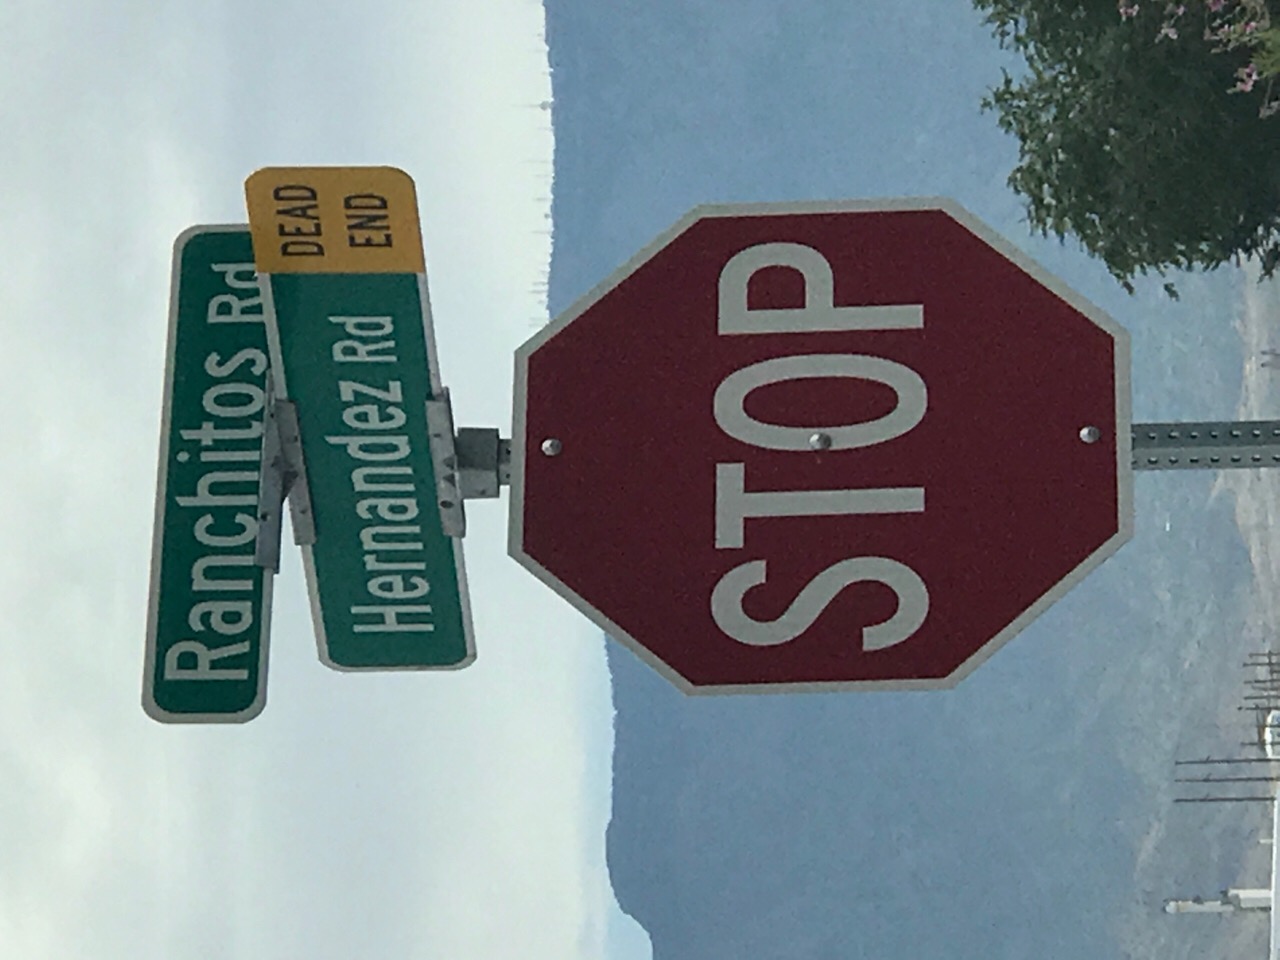 Ranchitos Rd
DEAD
END
Hernandez Rd
STOP